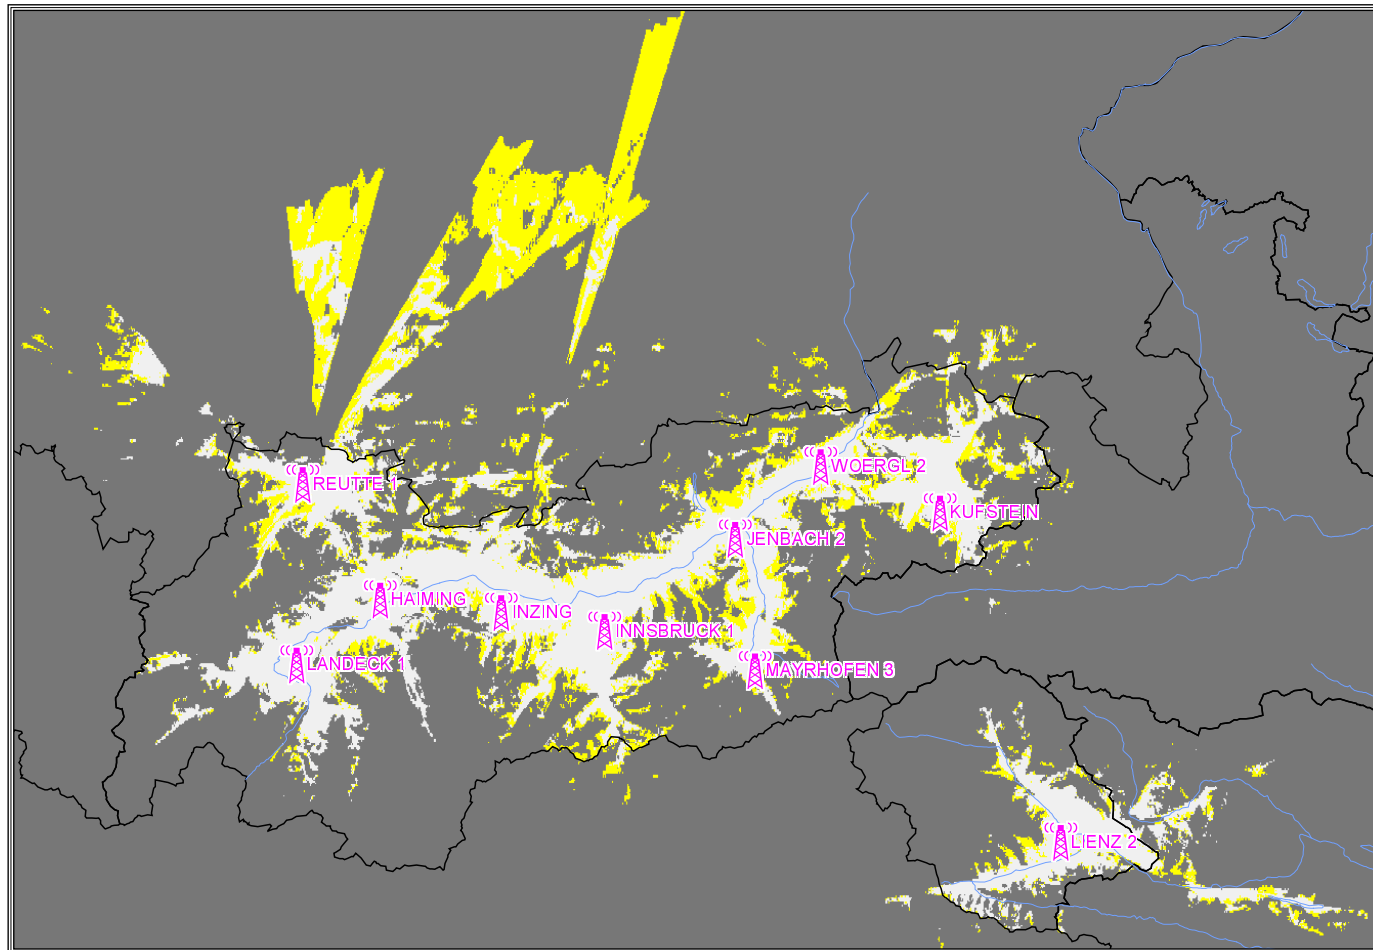 WOERGL 2
REUTTE 1
KUFSTEIN
JENBACH 2
HAIMING
INZING
INNSBRUCK 1
LANDECK 1
MAYRHOFEN 3
LIENZ 2